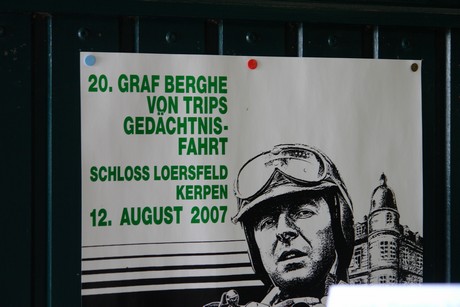 20. GRAF BERGHE
VON TRIPS
GEDÄCHTNIS-
FAHRT
SCHLOSS LOERSFELD
KERPEN
12. AUGUST 2007